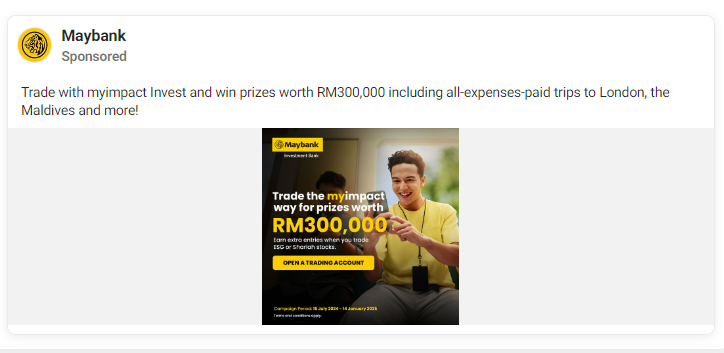 Maybank
Sponsored
Trade with myimpact Invest and win prizes worth RM300,000 including all-expenses-paid trips to London, the
Maldives and more!
Maybank
Investment Bank
Trade the myimpact
way for prizes worth
RM300,000
Earn extra entries when you trade
ESG or Shariah stocks.
OPEN A TRADING ACCOUNT
Campaign Period: 15 July 2024 - 14 January 2025
Terms and conditions apply.